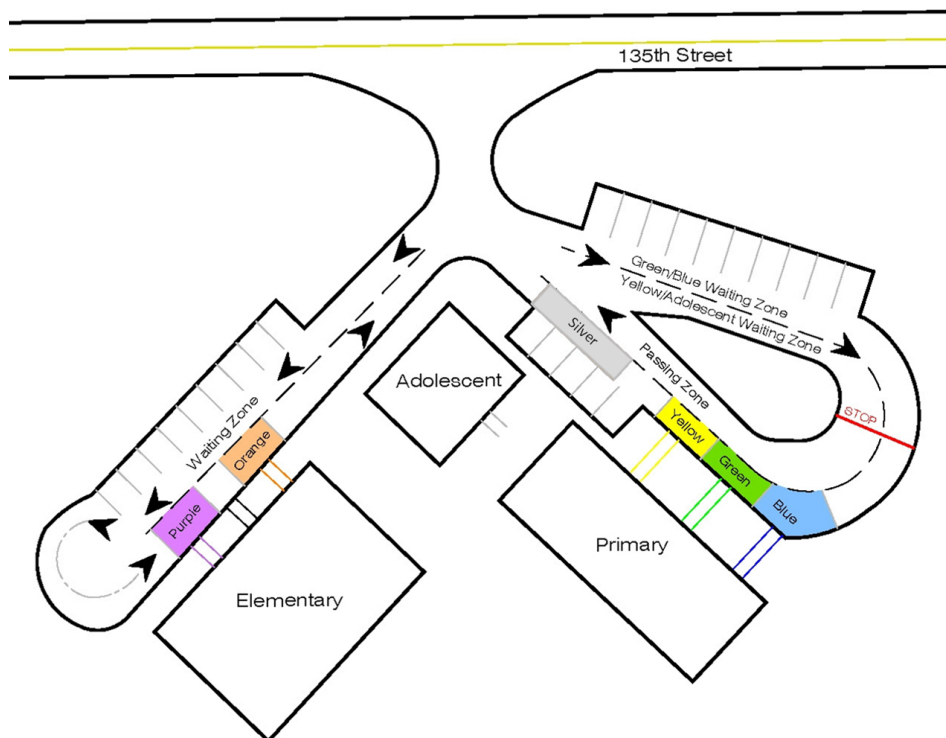 135th Street
Green/Blue Waiting Zone
Yellow/Adolescent Waiting Zone
Silver
Passing Zone
STOP
Adolescent
Waiting Zone
Orange
Purple
Yellow
Green
Blue
Elementary
Primary